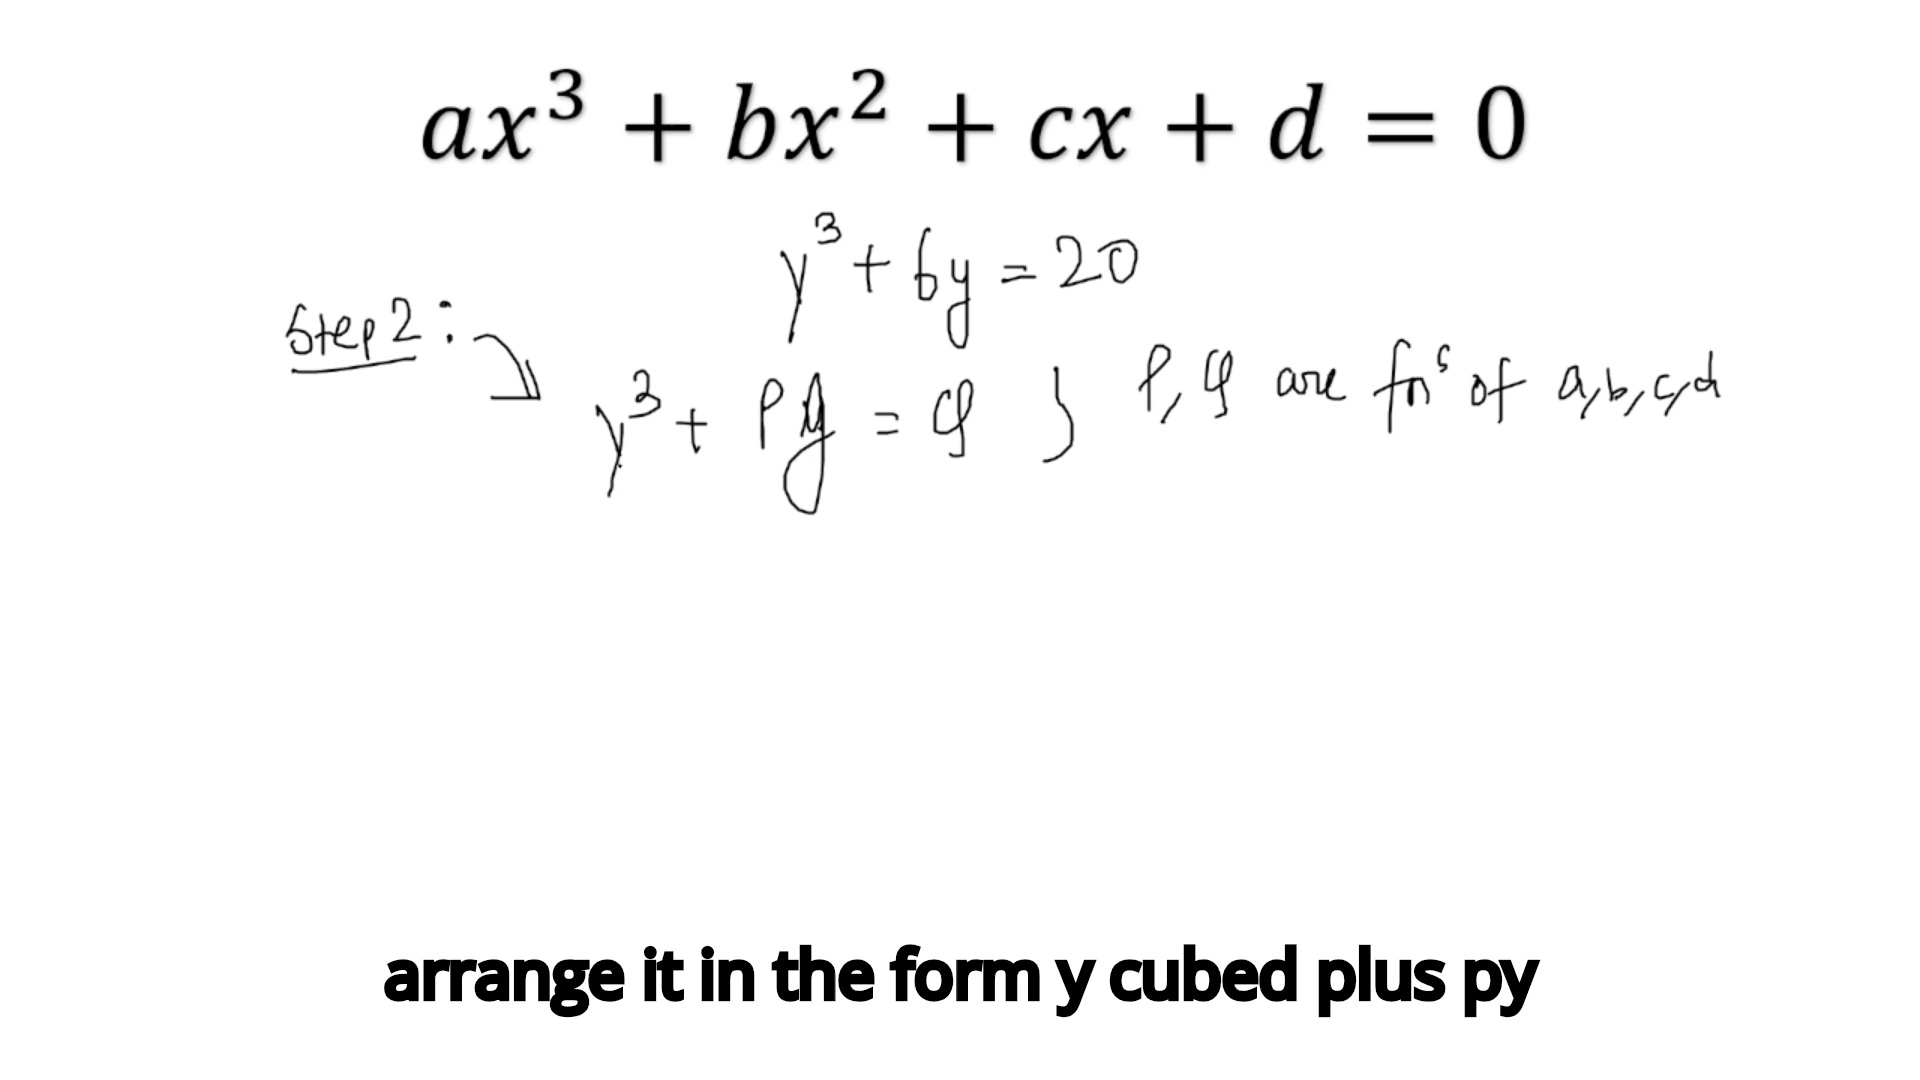 ax³ + bx² + cx + d = 0
y³ + 6y = 20
Step 2:
y³ + py = q } p, q are fnˢ of a, b, c, d
arrange it in the form y cubed plus py